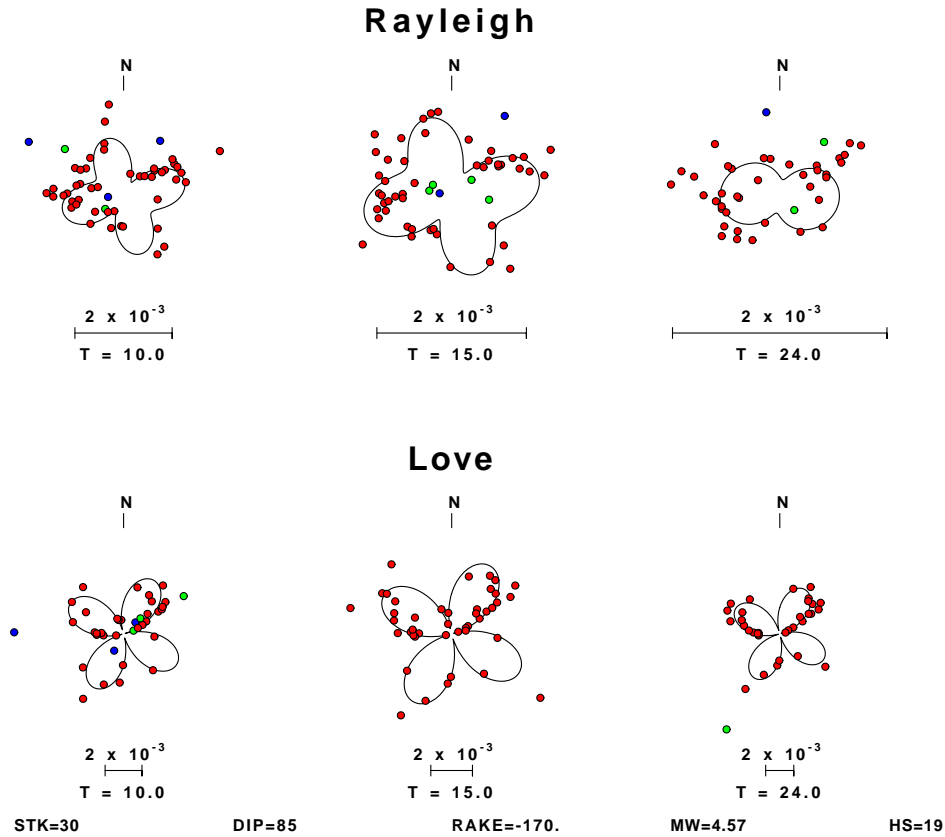 Rayleigh
N N N
2 x 10-3 2 x 10-3 2 x 10-3
T = 10.0 T = 15.0 T = 24.0
Love
N N N
2 x 10-3 2 x 10-3 2 x 10-3
T = 10.0 T = 15.0 T = 24.0
STK=30 DIP=85 RAKE=-170. MW=4.57 HS=19